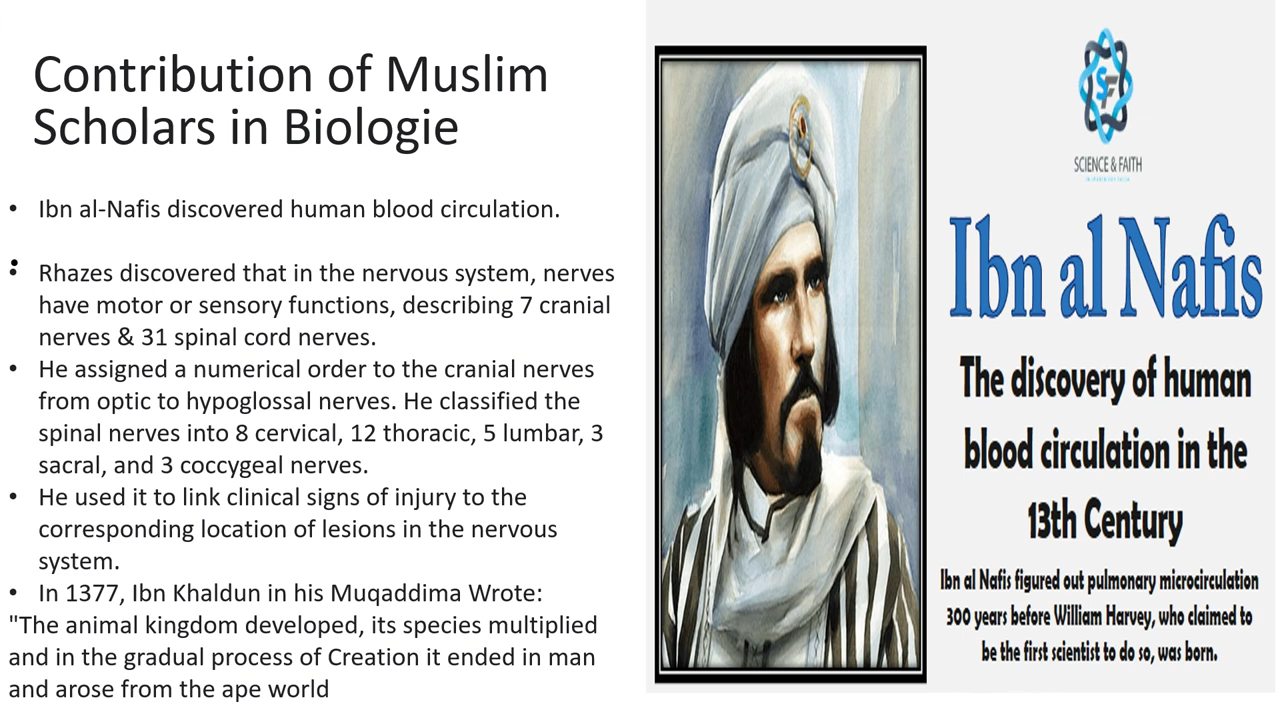 Contribution of Muslim
Scholars in Biologie
• Ibn al-Nafis discovered human blood circulation.
•
• Rhazes discovered that in the nervous system, nerves
have motor or sensory functions, describing 7 cranial
nerves & 31 spinal cord nerves.
• He assigned a numerical order to the cranial nerves
from optic to hypoglossal nerves. He classified the
spinal nerves into 8 cervical, 12 thoracic, 5 lumbar, 3
sacral, and 3 coccygeal nerves.
• He used it to link clinical signs of injury to the
corresponding location of lesions in the nervous
system.
• In 1377, Ibn Khaldun in his Muqaddima Wrote:
"The animal kingdom developed, its species multiplied
and in the gradual process of Creation it ended in man
and arose from the ape world
SF
SCIENCE & FAITH
Ibn al Nafis
The discovery of human
blood circulation in the
13th Century
Ibn al Nafis figured out pulmonary microcirculation
300 years before William Harvey, who claimed to
be the first scientist to do so, was born.